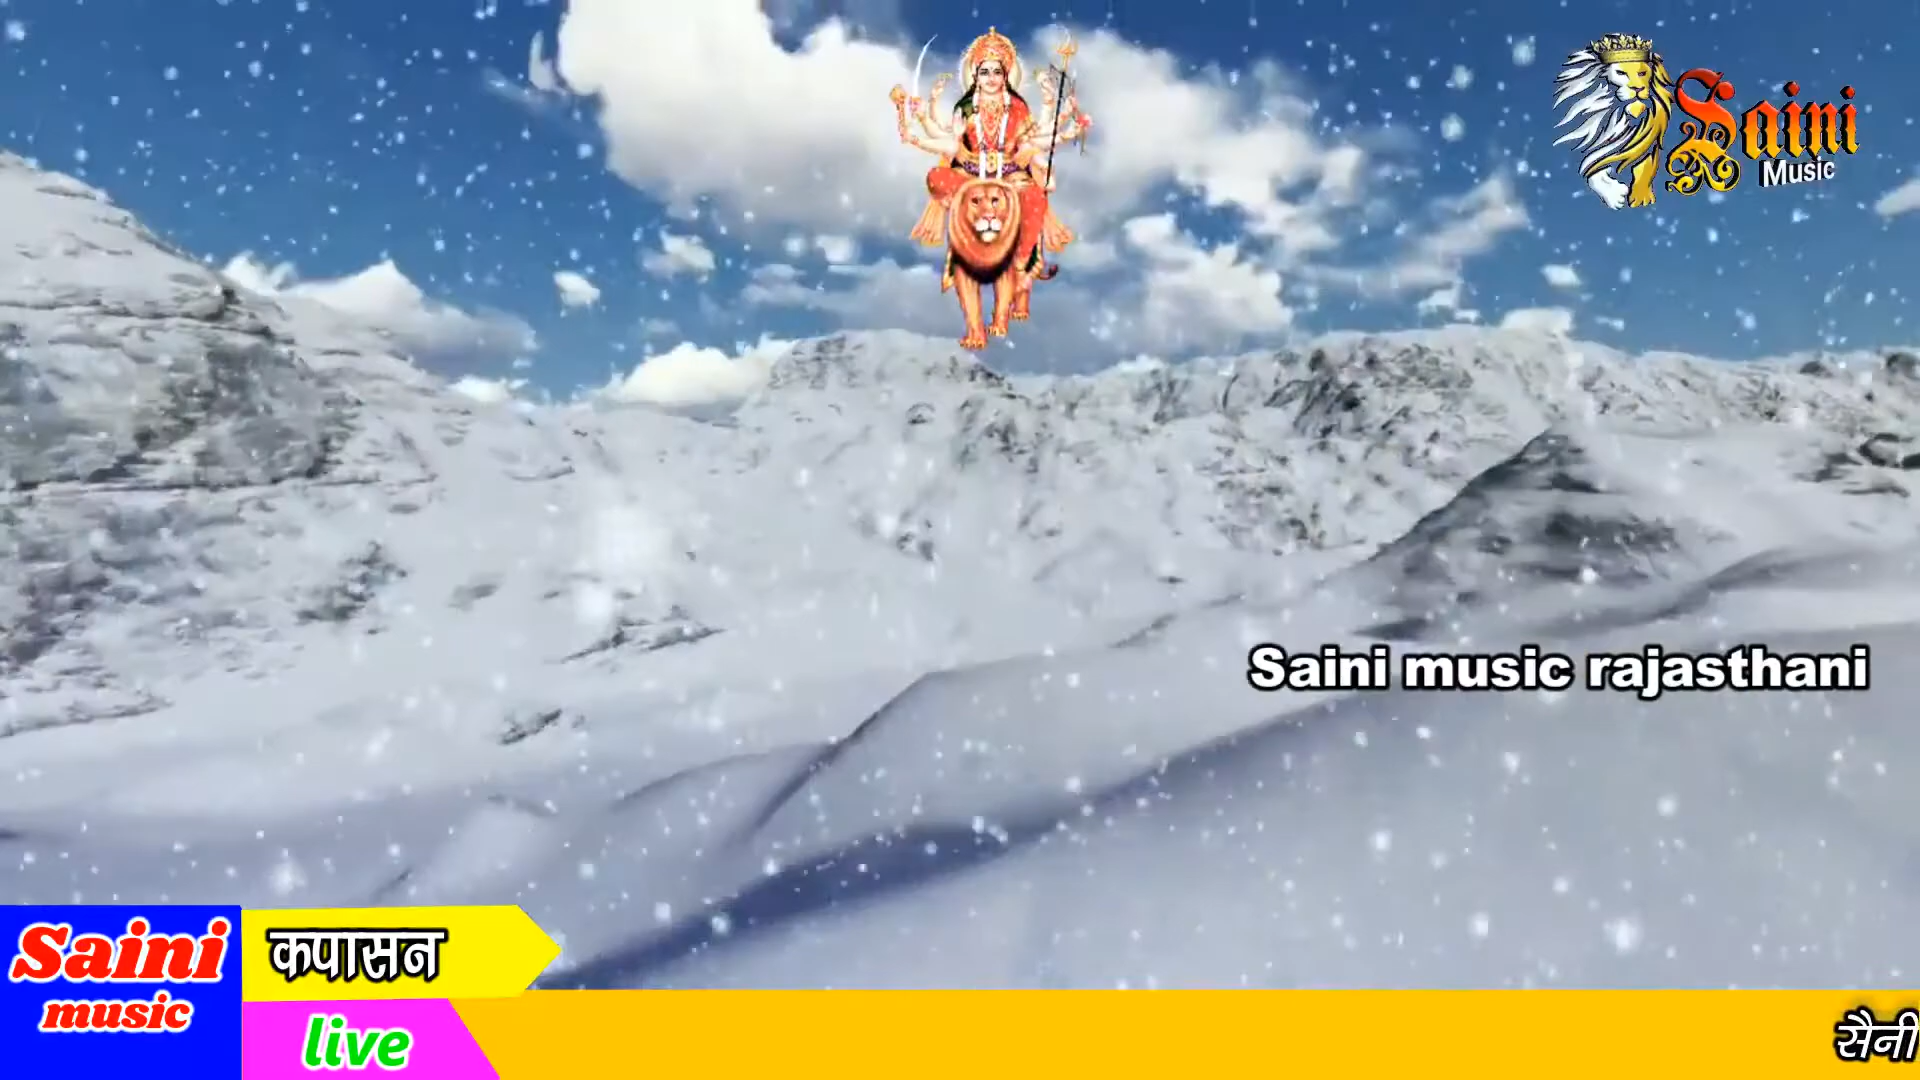 Saini
Music
Saini music rajasthani
Saini
music
कपासन
live
सैनी